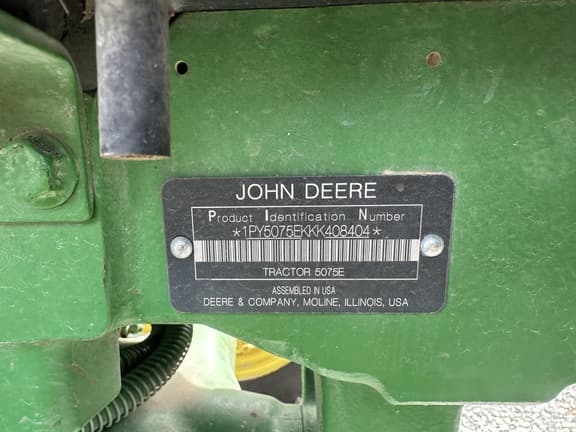 JOHN DEERE
Product Identification Number
*1PY5075EKKK408404*
TRACTOR 5075E
ASSEMBLED IN USA
DEERE & COMPANY, MOLINE, ILLINOIS, USA